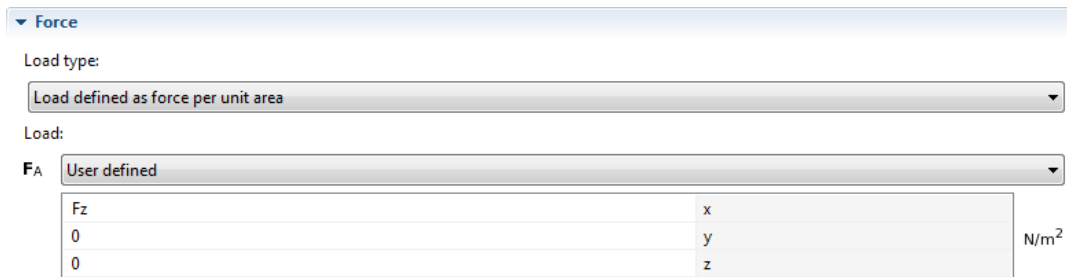 Force
Load type:
Load defined as force per unit area
Load:
FA User defined
Fz x
0 y N/m²
0 z